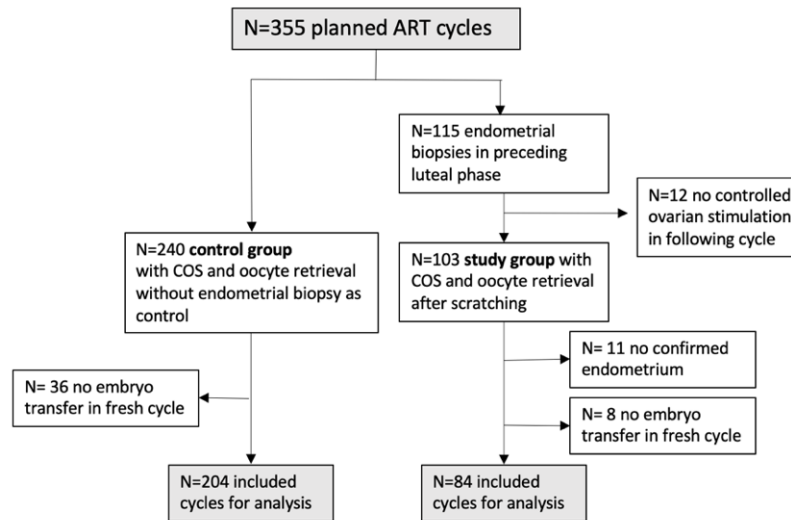 N=355 planned ART cycles
N=115 endometrial
biopsies in preceding
luteal phase
N=12 no controlled
ovarian stimulation
in following cycle
N=240 control group
with COS and oocyte retrieval
without endometrial biopsy as
control
N=103 study group with
COS and oocyte retrieval
after scratching
N= 11 no confirmed
endometrium
N= 36 no embryo
transfer in fresh cycle
N= 8 no embryo
transfer in fresh cycle
N=204 included
cycles for analysis
N=84 included
cycles for analysis